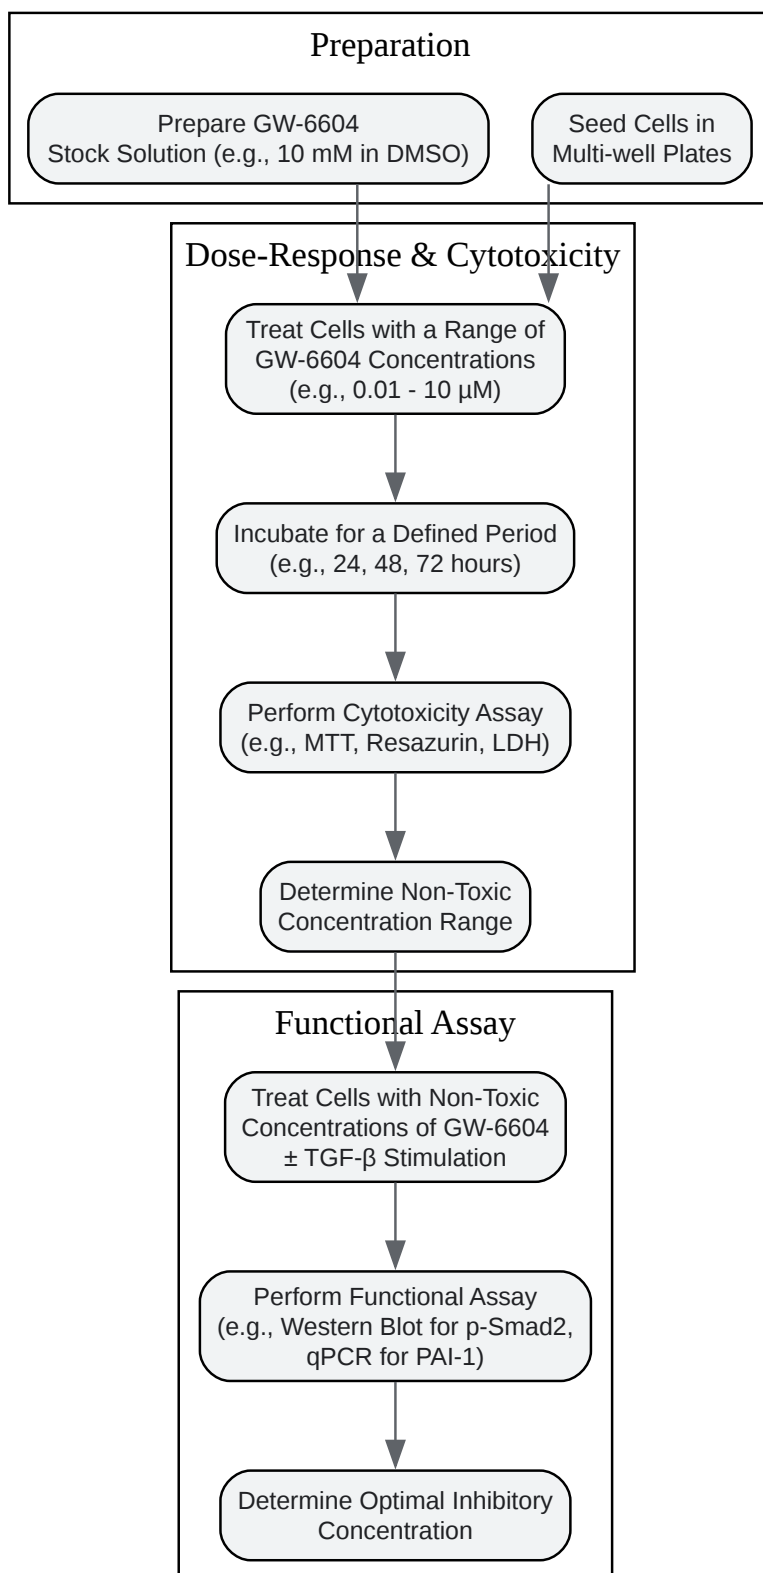 Preparation
Prepare GW-6604
Stock Solution (e.g., 10 mM in DMSO)
Seed Cells in
Multi-well Plates
Dose-Response & Cytotoxicity
Treat Cells with a Range of
GW-6604 Concentrations
(e.g., 0.01 - 10 µM)
Incubate for a Defined Period
(e.g., 24, 48, 72 hours)
Perform Cytotoxicity Assay
(e.g., MTT, Resazurin, LDH)
Determine Non-Toxic
Concentration Range
Functional Assay
Treat Cells with Non-Toxic
Concentrations of GW-6604
± TGF-β Stimulation
Perform Functional Assay
(e.g., Western Blot for p-Smad2,
qPCR for PAI-1)
Determine Optimal Inhibitory
Concentration